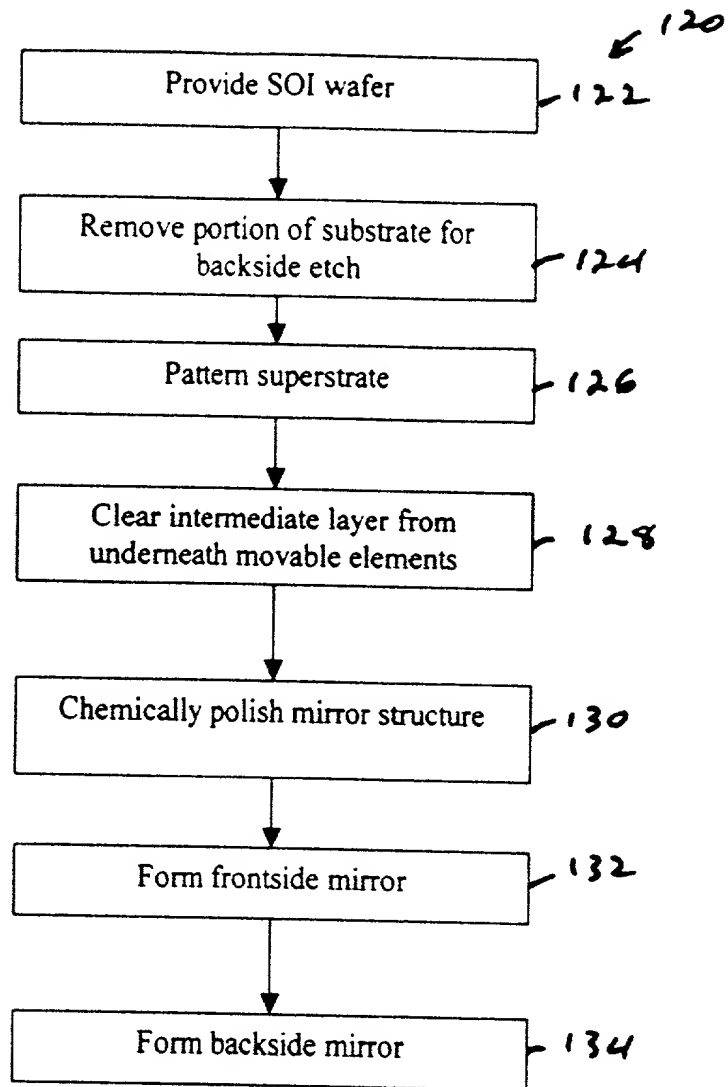 120
Provide SOI wafer
122
Remove portion of substrate for
backside etch
124
Pattern superstrate
126
Clear intermediate layer from
underneath movable elements
128
Chemically polish mirror structure
130
Form frontside mirror
132
Form backside mirror
134